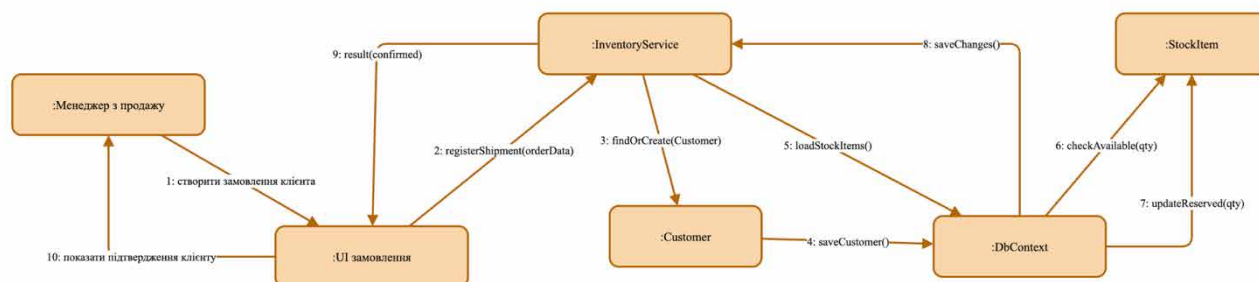 9: result(confirmed)
:InventoryService
8: saveChanges()
:StockItem
:Менеджер з продажу
2: registerShipment(orderData)
3: findOrCreate(Customer)
5: loadStockItems()
6: checkAvailable(qty)
1: створити замовлення клієнта
7: updateReserved(qty)
10: показати підтвердження клієнту
:UI замовлення
:Customer
4: saveCustomer()
:DbContext